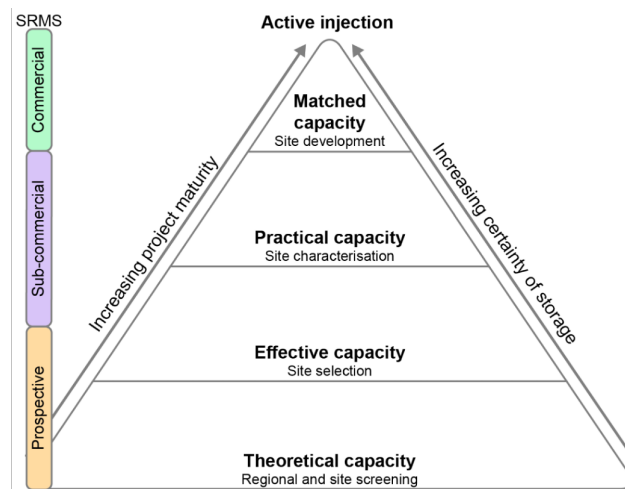 SRMS
Active injection
Commercial
Matched
capacity
Site development
Increasing project maturity
Increasing certainty of storage
Sub-commercial
Practical capacity
Site characterisation
Effective capacity
Site selection
Prospective
Theoretical capacity
Regional and site screening